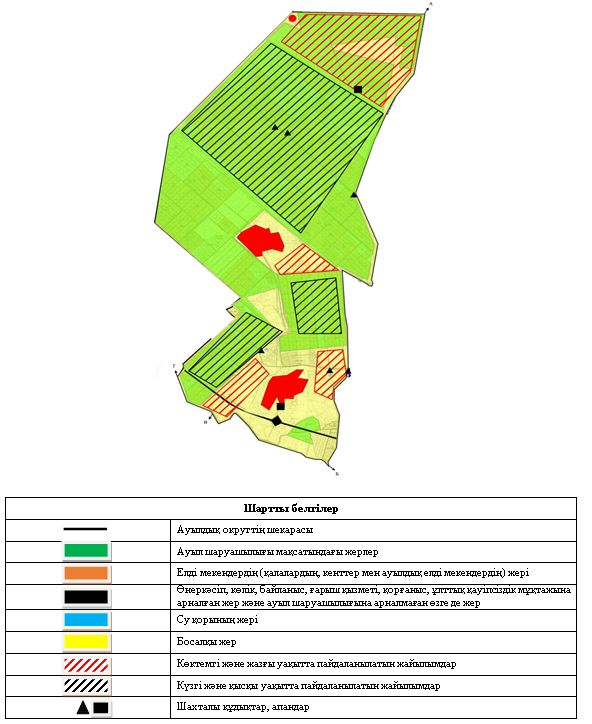 А
Г
В
Б
Шартты белгілер
Ауылдық округтің шекарасы
Ауыл шаруашылығы мақсатындағы жерлер
Елді мекендердің (қалалардың, кенттер мен ауылдық елді мекендердің) жері
Өнеркәсіп, көлік, байланыс, ғарыш қызметі, қорғаныс, ұлттық қауіпсіздік мұқтажына
арналған жер және ауыл шаруашылығына арналмаған өзге де жер
Су қорының жері
Босалқы жер
Көктемгі және жазғы уақытта пайдаланылатын жайылымдар
Күзгі және қысқы уақытта пайдаланылатын жайылымдар
Шахталы құдықтар, апандар